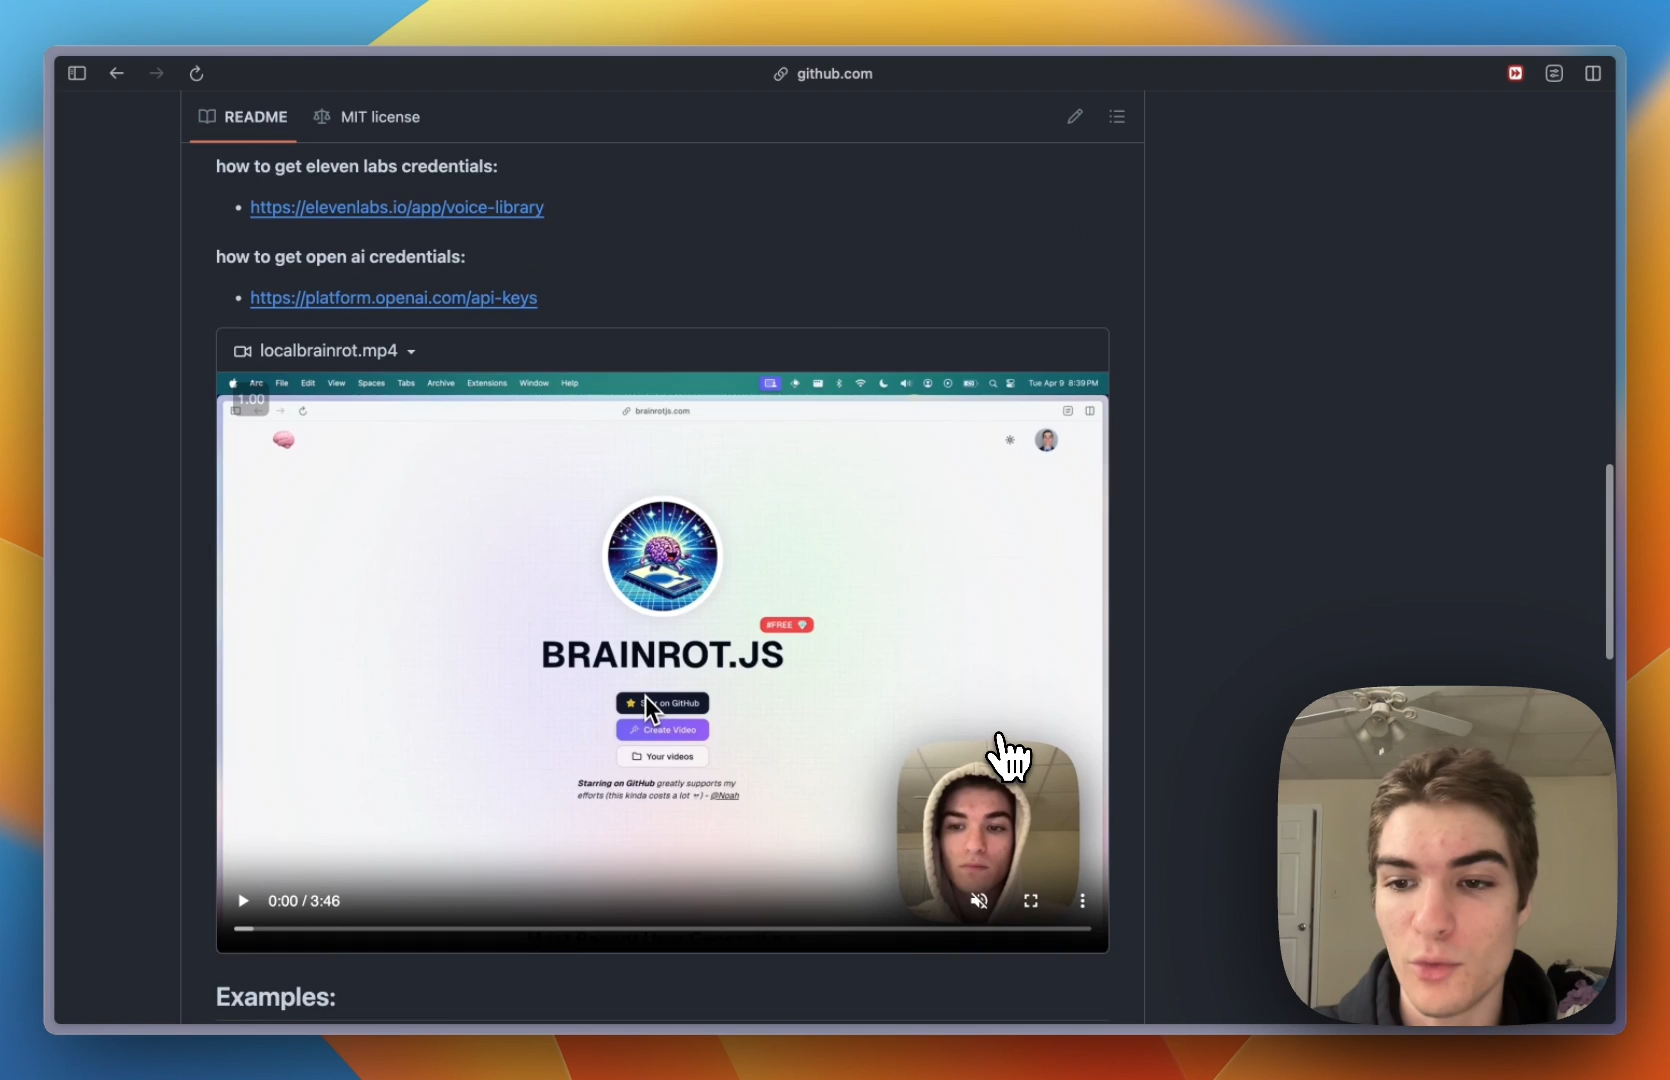 github.com
README
MIT license
how to get eleven labs credentials:
https://elevenlabs.io/app/voice-library
how to get open ai credentials:
https://platform.openai.com/api-keys
localbrainrot.mp4
Arc File Edit View Spaces Tabs Archive Extensions Window Help Tue Apr 9 8:39PM
1.00
brainrotjs.com
#FREE
BRAINROT.JS
on GitHub
Create Video
Your videos
Starring on GitHub greatly supports my
efforts (this kinda costs a lot ) - @Noah
0:00 / 3:46
Examples: